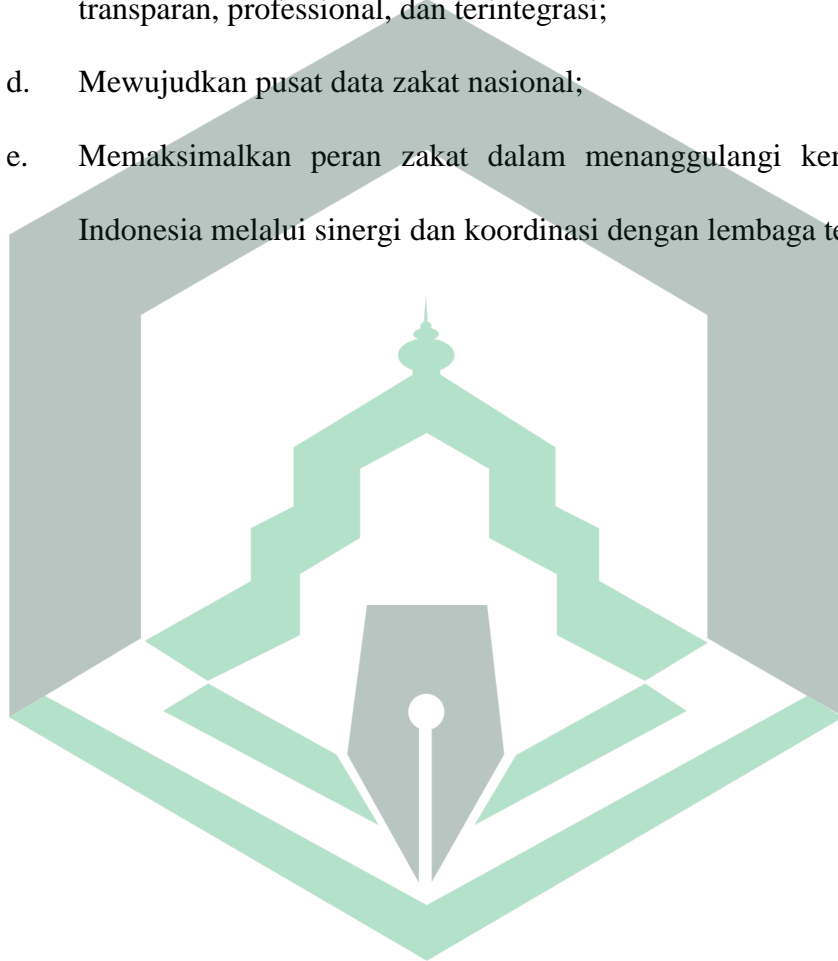 transparan, professional, dan terintegrasi;
d. Mewujudkan pusat data zakat nasional;
e. Memaksimalkan peran zakat dalam menanggulangi
Indonesia melalui sinergi dan koordinasi dengan lembaga